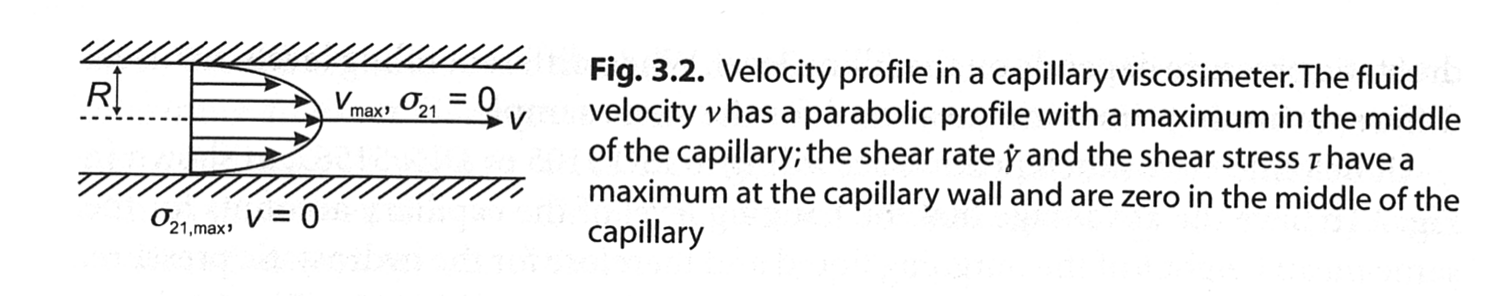 R
v_max, σ_21 = 0
v
σ_21,max, v = 0
Fig. 3.2. Velocity profile in a capillary viscosimeter. The fluid
velocity v has a parabolic profile with a maximum in the middle
of the capillary; the shear rate γ̇ and the shear stress τ have a
maximum at the capillary wall and are zero in the middle of the
capillary